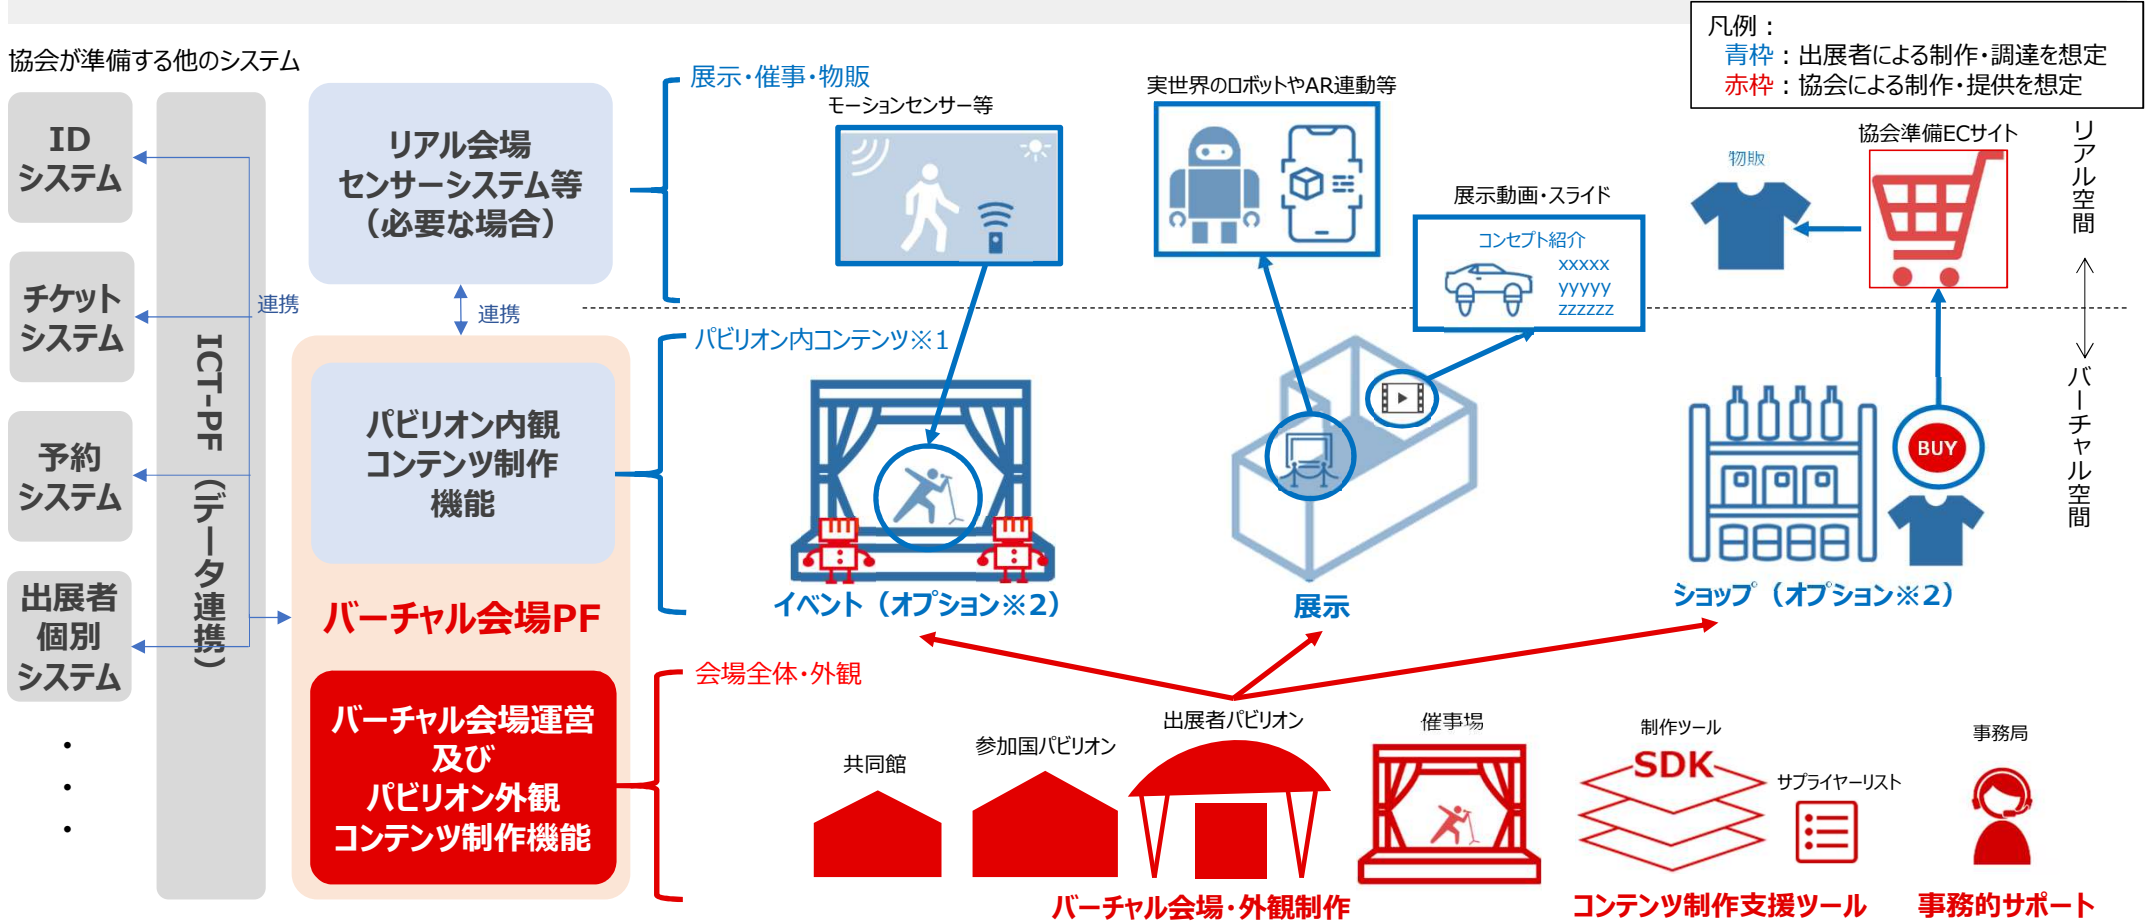 凡例：
青枠：出展者による制作・調達を想定
赤枠：協会による制作・提供を想定
協会が準備する他のシステム
ID
システム
チケット
システム
予約
システム
出展者
個別
システム
・
・
・
ICT-PF（データ連携）
連携
リアル会場
センサーシステム等
（必要な場合）
連携
パビリオン内観
コンテンツ制作
機能
バーチャル会場PF
バーチャル会場運営
及び
パビリオン外観
コンテンツ制作機能
展示・催事・物販
モーションセンサー等
実世界のロボットやAR連動等
展示動画・スライド
コンセプト紹介
xxxxx
yyyyy
zzzzzz
物販
協会準備ECサイト
リアル空間
バーチャル空間
パビリオン内コンテンツ※1
BUY
イベント（オプション※2）
展示
ショップ（オプション※2）
会場全体・外観
共同館
参加国パビリオン
出展者パビリオン
催事場
制作ツール
SDK
サプライヤーリスト
事務局
バーチャル会場・外観制作
コンテンツ制作支援ツール
事務的サポート